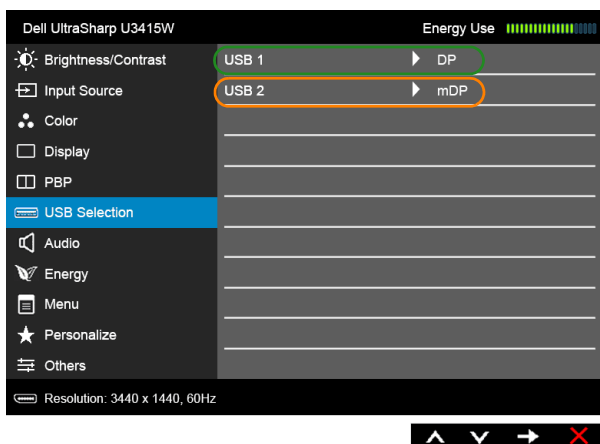 Dell UltraSharp U3415W Energy Use
Brightness/Contrast USB 1 DP
Input Source USB 2 mDP
Color
Display
PBP
USB Selection
Audio
Energy
Menu
Personalize
Others
Resolution: 3440 x 1440, 60Hz